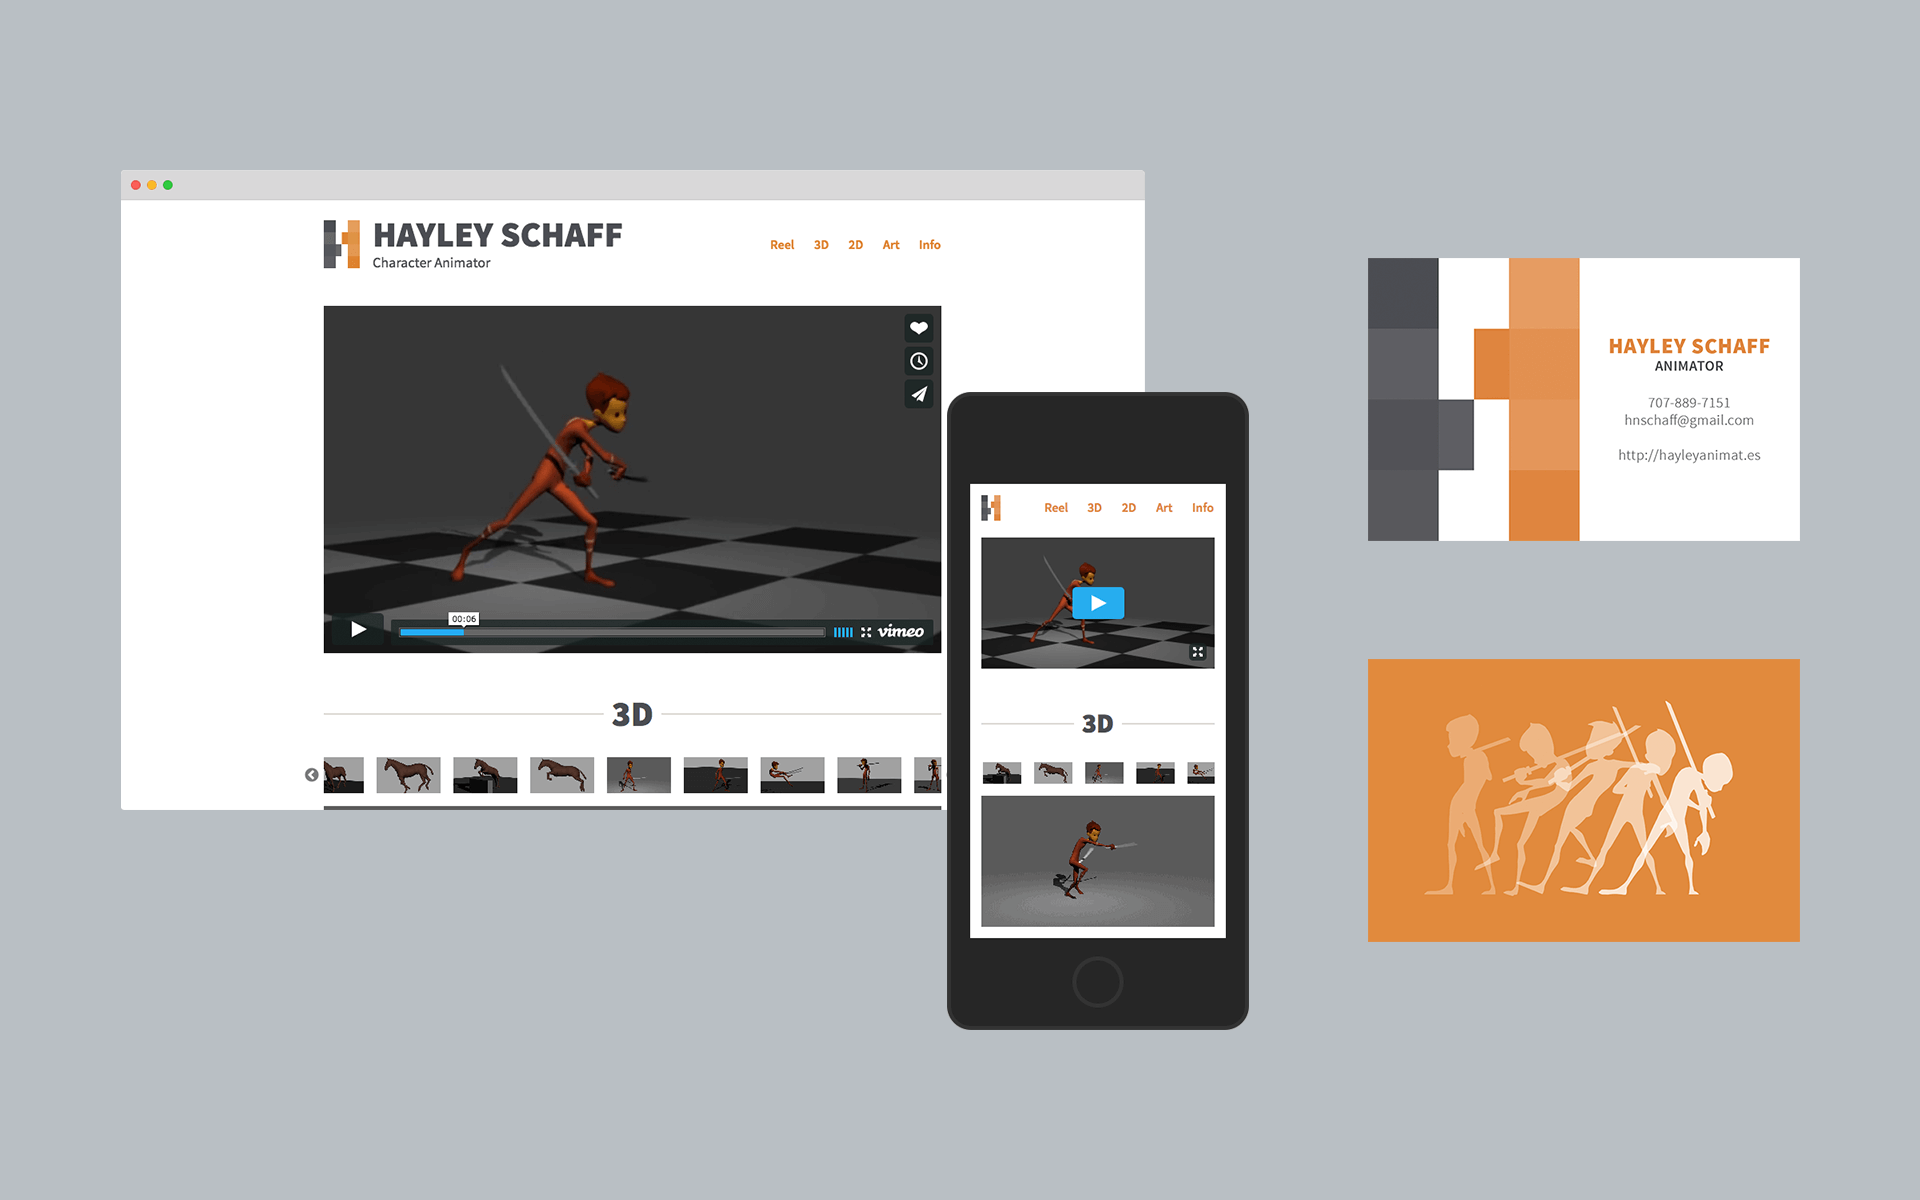 HAYLEY SCHAFF
Character Animator
Reel 3D 2D Art Info
00:06
vimeo
3D
Reel 3D 2D Art Info
3D
HAYLEY SCHAFF
ANIMATOR
707-889-7151
hnschaff@gmail.com
http://hayleyanimat.es